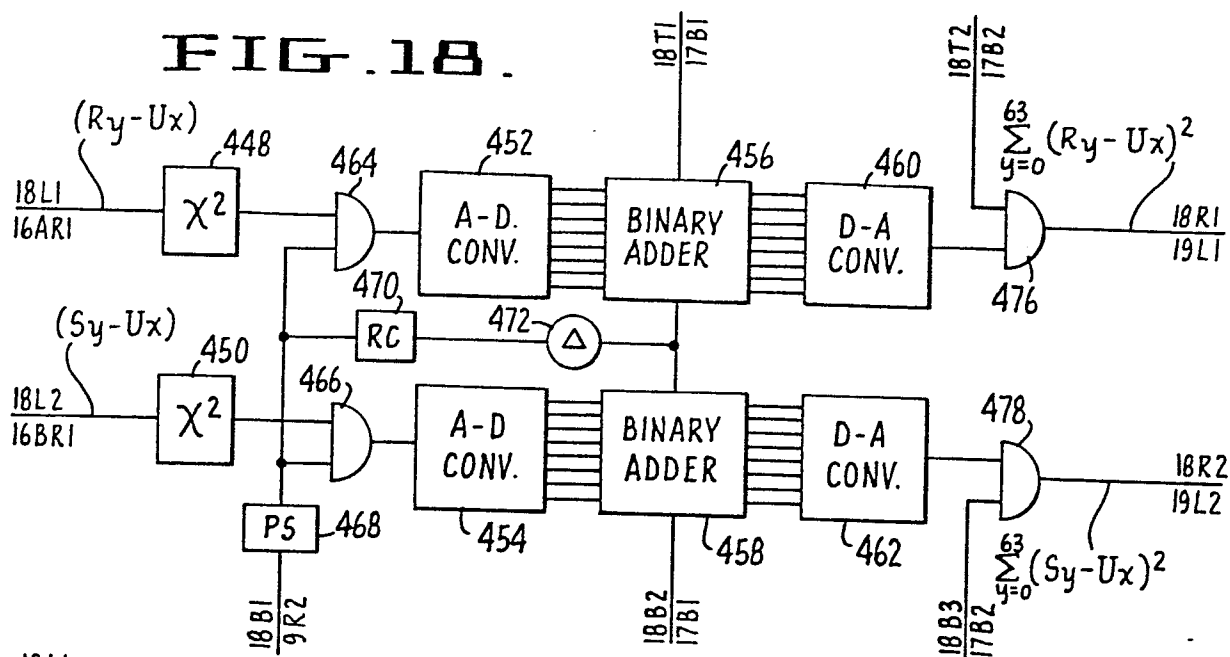 FIG.18.
18T1
17B1
18T2
17B2
(Ry-Ux)
448
464
452
456
460
63
Σ (Ry-Ux)²
y=0
18L1
16AR1
χ²
A-D.
CONV.
BINARY
ADDER
D-A
CONV.
18R1
19L1
476
470
472
RC
Δ
(Sy-Ux)
450
466
478
18L2
16BR1
χ²
A-D
CONV.
BINARY
ADDER
D-A
CONV.
18R2
19L2
PS
468
454
458
462
63
Σ (Sy-Ux)²
y=0
18B1
9R2
18B2
17B1
18B3
17B2